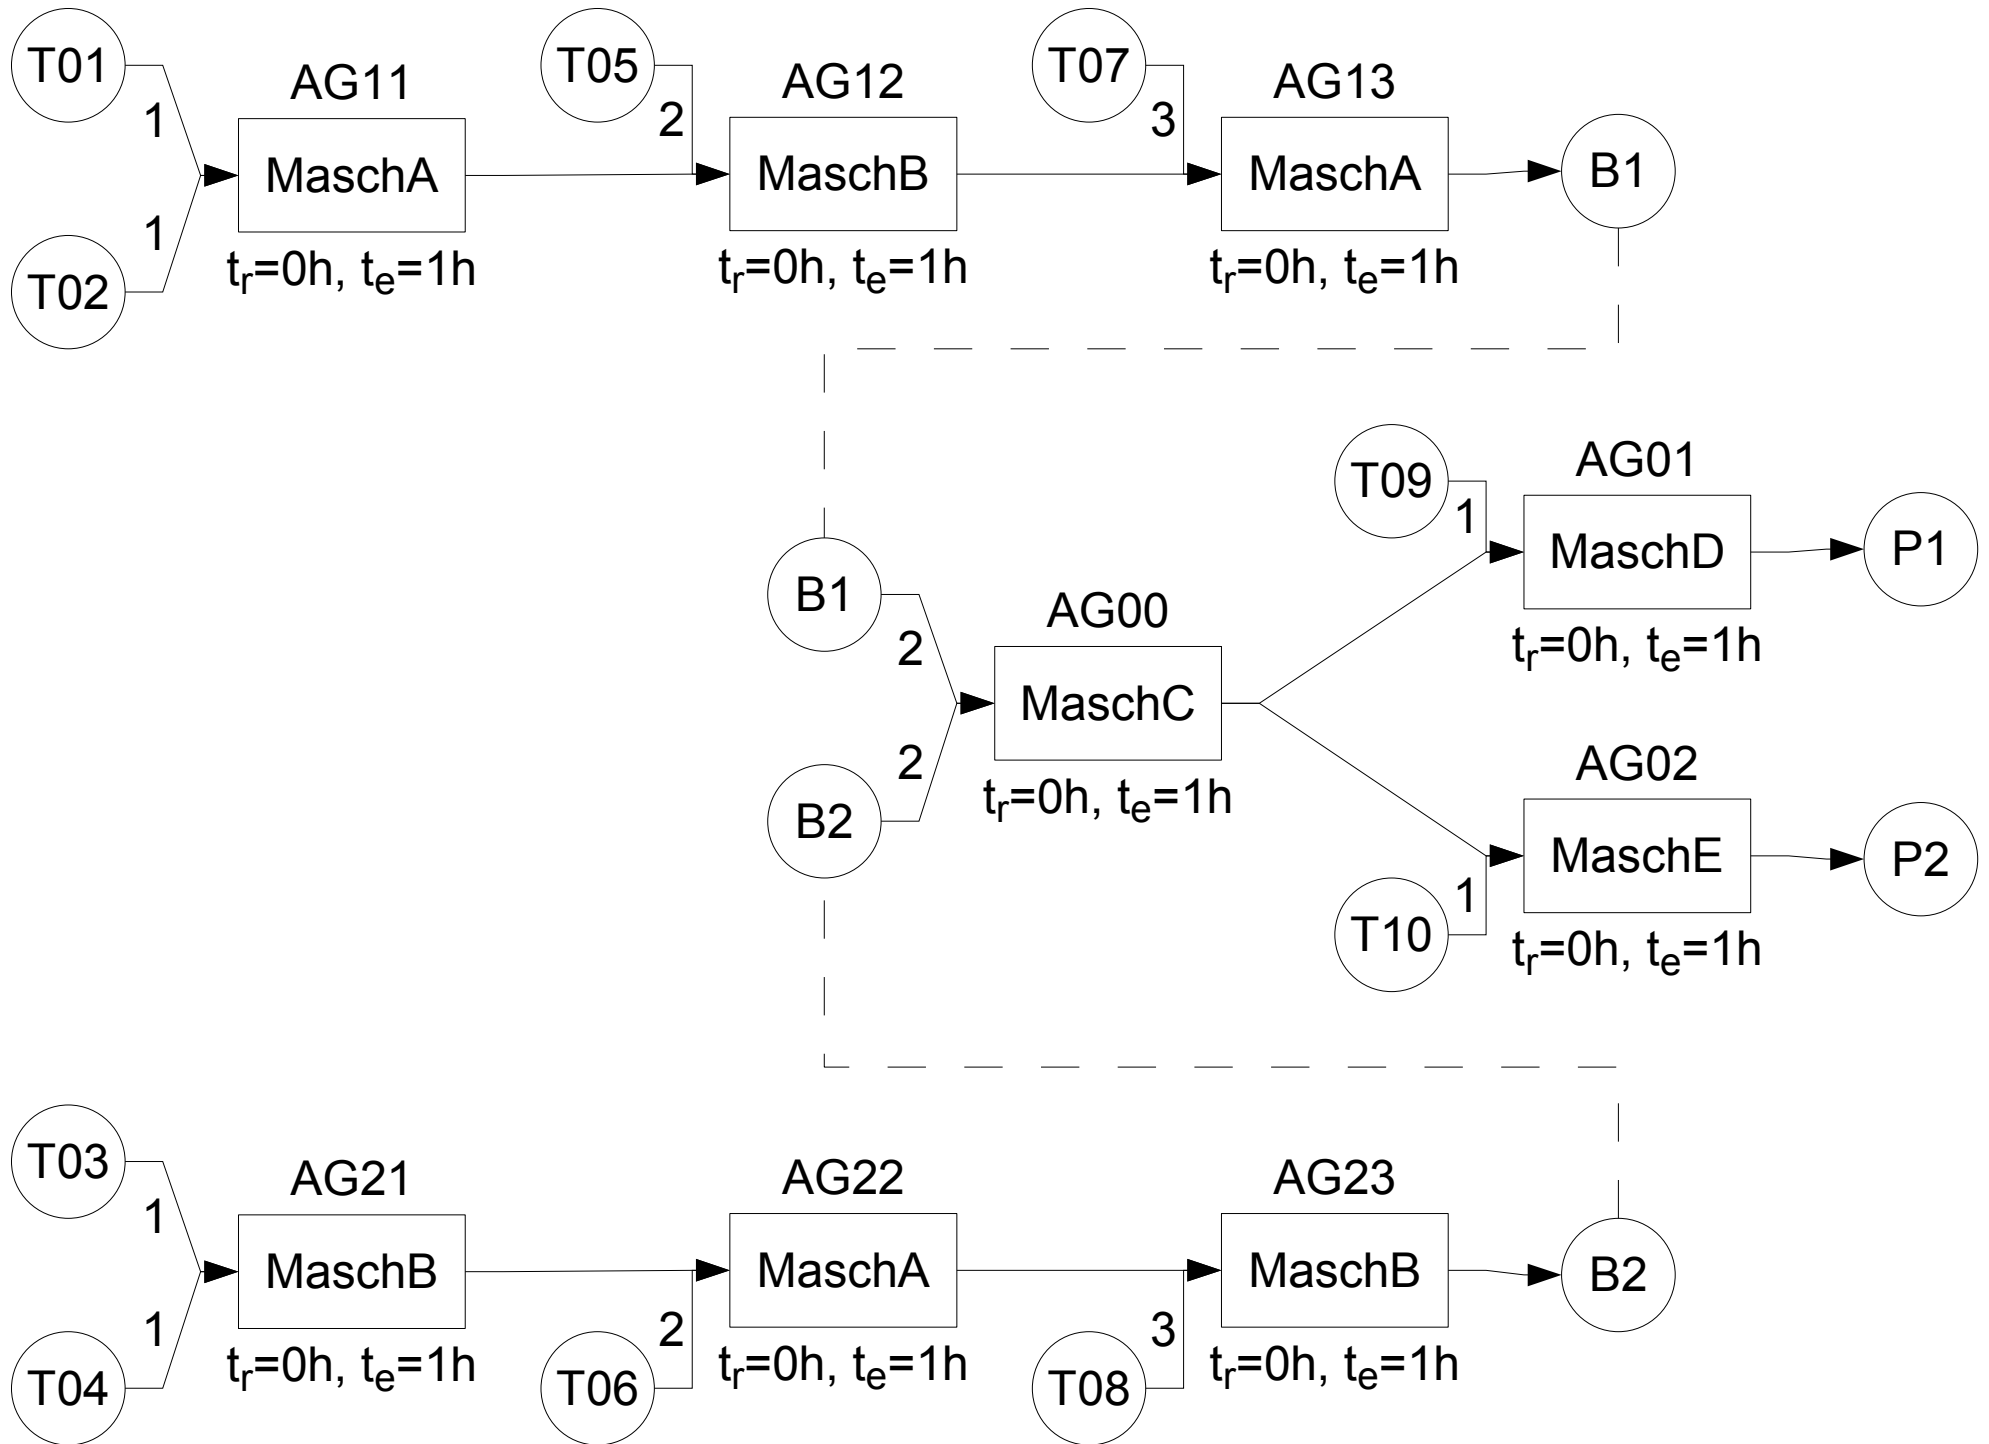 T01
AG11
T05
AG12
T07
AG13
1
2
3
MaschA
MaschB
MaschA
B1
1
T02
tr=0h, te=1h
tr=0h, te=1h
tr=0h, te=1h
T09
AG01
1
MaschD
P1
B1
AG00
tr=0h, te=1h
2
MaschC
AG02
2
tr=0h, te=1h
B2
MaschE
P2
1
T10
tr=0h, te=1h
T03
AG21
AG22
AG23
1
MaschB
MaschA
MaschB
B2
1
2
3
T04
tr=0h, te=1h
T06
tr=0h, te=1h
T08
tr=0h, te=1h